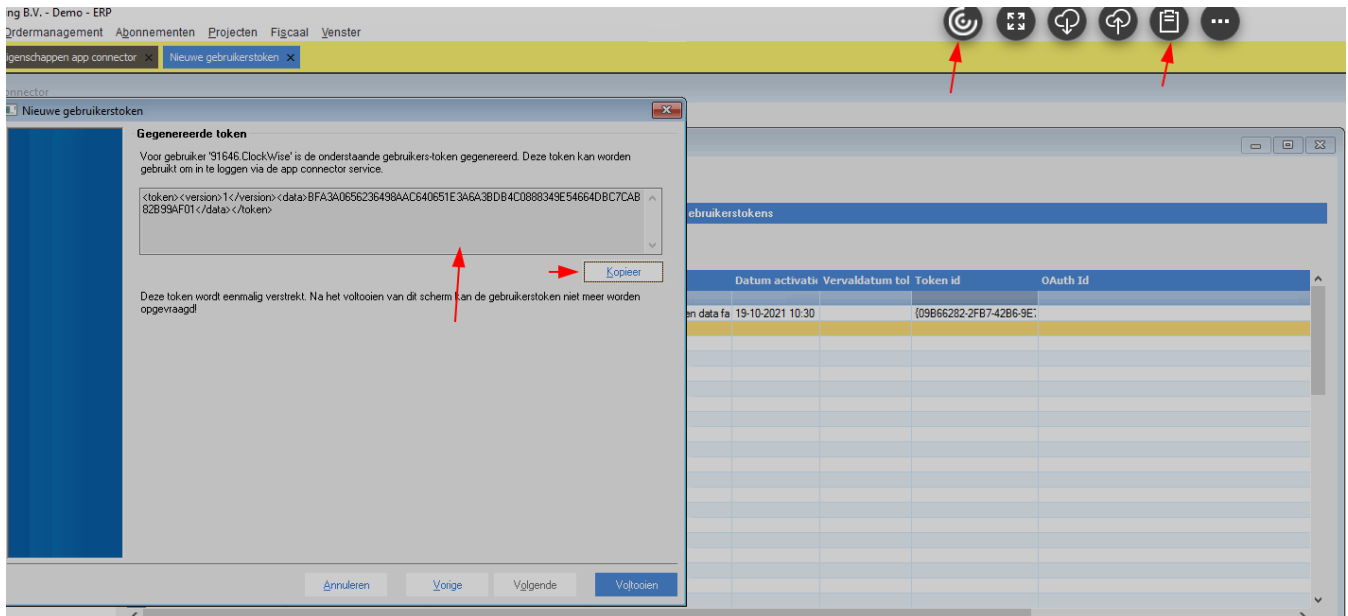 ng B.V. - Demo - ERP
Ordermanagement Abonnementen Projecten Fiscaal Venster
igenschappen app connector × Nieuwe gebruikerstoken ×
onnector
Nieuwe gebruikerstoken
Gegenereerde token
Voor gebruiker '91646.ClockWise' is de onderstaande gebruikers-token gegenereerd. Deze token kan worden
gebruikt om in te loggen via de app connector service.
<token><version>1</version><data>BFA3A0656236498AAC640651E3A6A3BDB4C0888349E54664DBC7CAB
82B99AF01</data></token>
Kopieer
Deze token wordt eenmalig verstrekt. Na het voltooien van dit scherm kan de gebruikerstoken niet meer worden
opgevraagd!
Annuleren Vorige Volgende Voltooien
ebruikerstokens
Datum activatie Vervaldatum tol Token id OAuth Id
en data fa 19-10-2021 10:30 {09B66282-2FB7-42B6-9E7